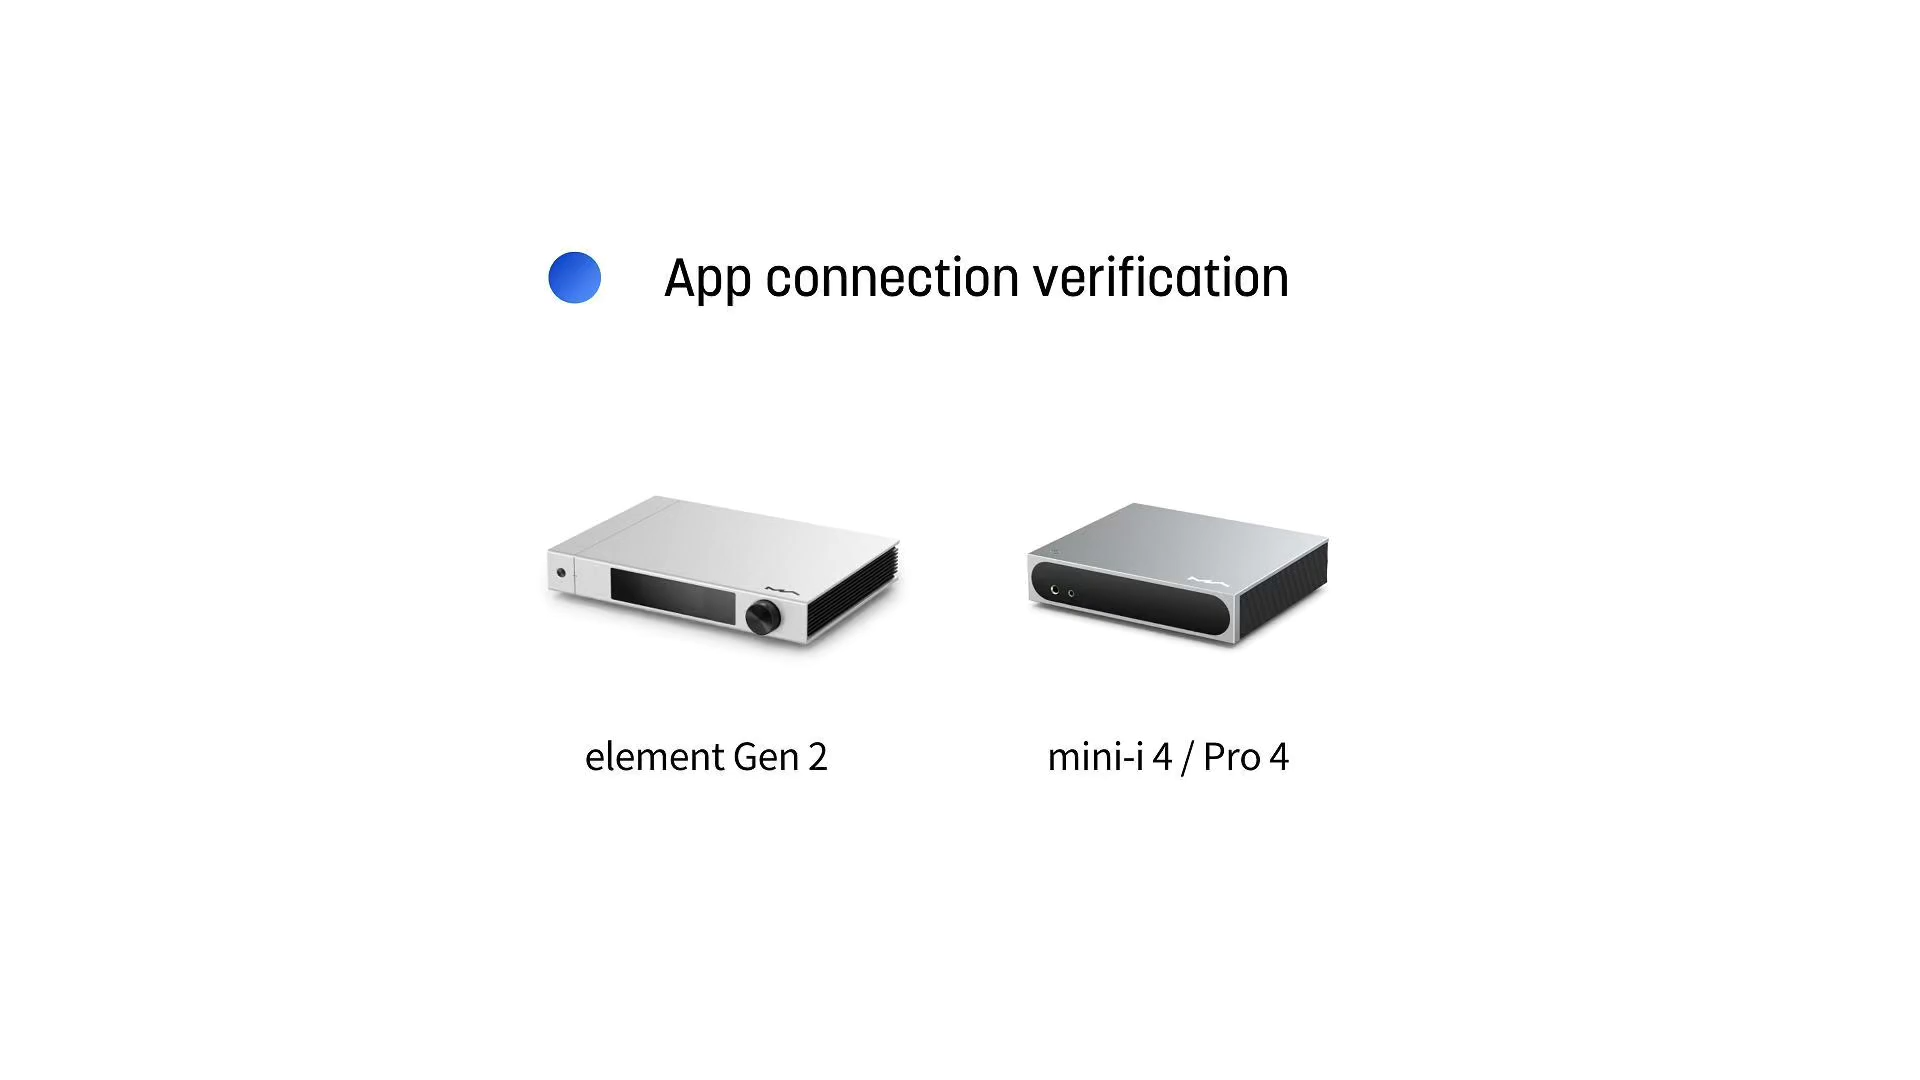 App connection verification
element Gen 2
mini-i 4 / Pro 4